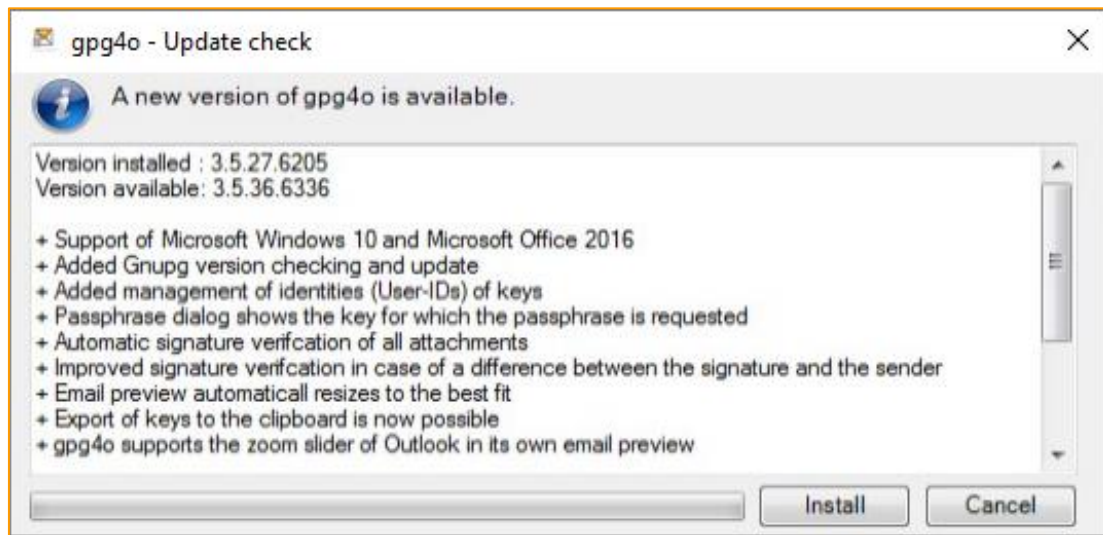 gpg4o - Update check
A new version of gpg4o is available.
Version installed : 3.5.27.6205
Version available: 3.5.36.6336
+ Support of Microsoft Windows 10 and Microsoft Office 2016
+ Added Gnupg version checking and update
+ Added management of identities (User-IDs) of keys
+ Passphrase dialog shows the key for which the passphrase is requested
+ Automatic signature verifcation of all attachments
+ Improved signature verifcation in case of a difference between the signature and the sender
+ Email preview automaticall resizes to the best fit
+ Export of keys to the clipboard is now possible
+ gpg4o supports the zoom slider of Outlook in its own email preview
Install
Cancel